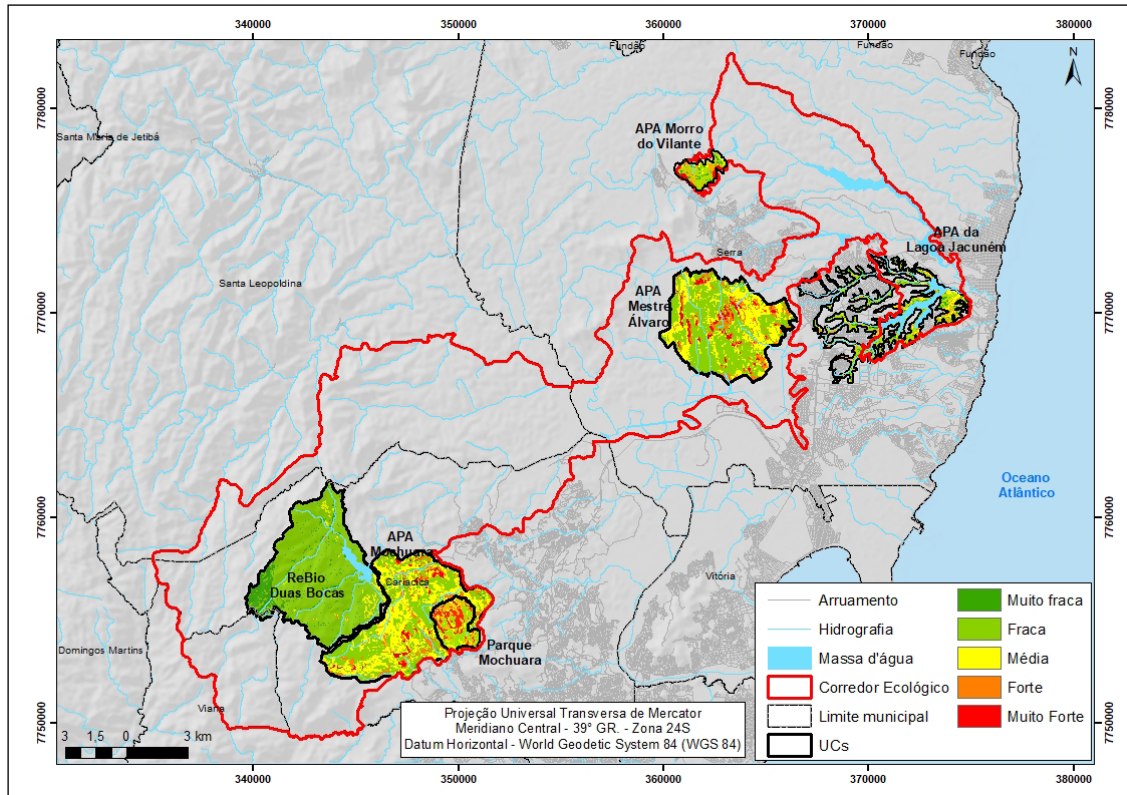 340000
350000
360000
370000
380000
Fundão
Fundão
Fundão
N
7780000
7780000
Santa Maria de Jetibá
APA Morro
do Vilante
APA da
Lagoa Jacuném
Serra
Santa Leopoldina
APA
Mestre
Álvaro
7770000
7770000
Oceano
Atlântico
7760000
7760000
APA
Mochuara
Cariacica
ReBio
Duas Bocas
Vitória
Parque
Mochuara
Domingos Martins
Viana
7750000
7750000
3 1,5 0 3 km
Projeção Universal Transversa de Mercator
Meridiano Central - 39º GR. - Zona 24S
Datum Horizontal - World Geodetic System 84 (WGS 84)
Arruamento
Hidrografia
Massa d'água
Corredor Ecológico
Limite municipal
UCs
Muito fraca
Fraca
Média
Forte
Muito Forte
340000
350000
360000
370000
380000